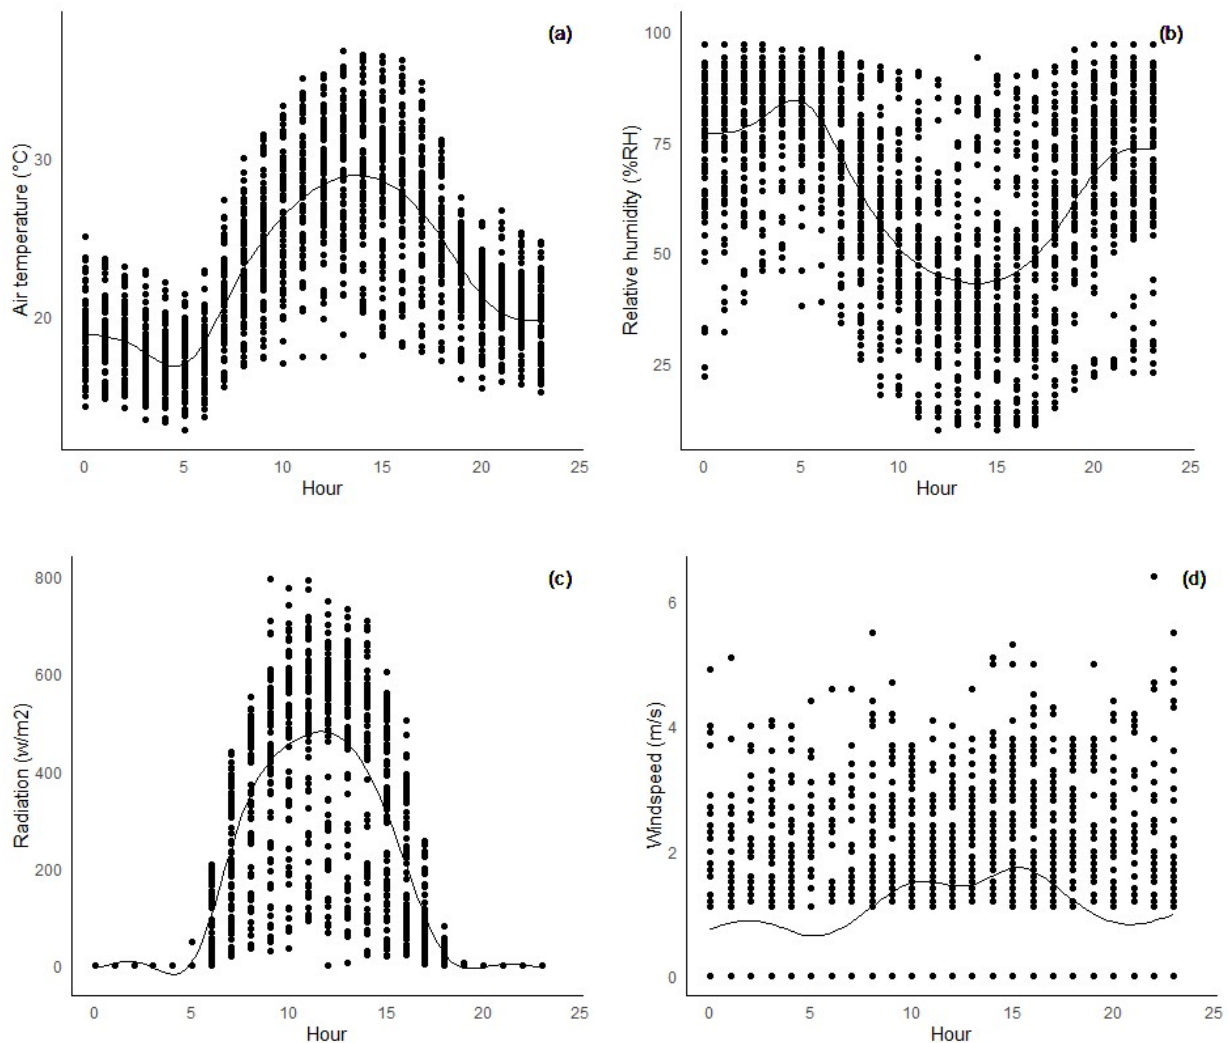 (a)
Air temperature (°C)
30
20
0 5 10 15 20 25
Hour
(b)
Relative humidity (%RH)
100
75
50
25
0 5 10 15 20 25
Hour
(c)
Radiation (w/m2)
800
600
400
200
0
0 5 10 15 20 25
Hour
(d)
Windspeed (m/s)
6
4
2
0
0 5 10 15 20 25
Hour